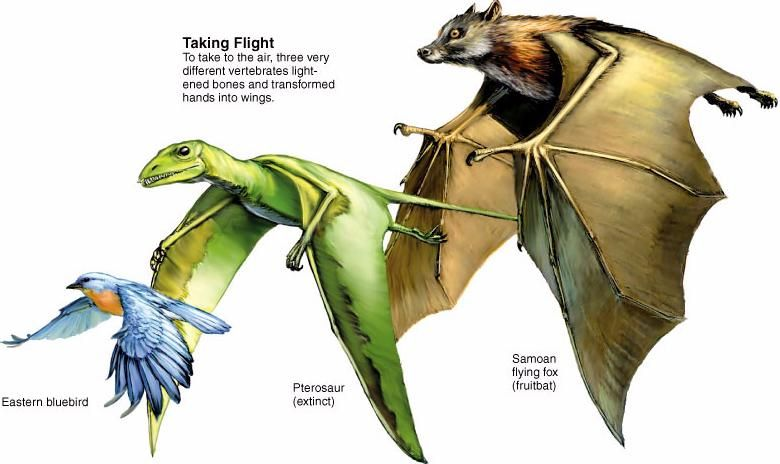 Taking Flight
To take to the air, three very
different vertebrates light-
ened bones and transformed
hands into wings.
Eastern bluebird
Pterosaur
(extinct)
Samoan
flying fox
(fruitbat)